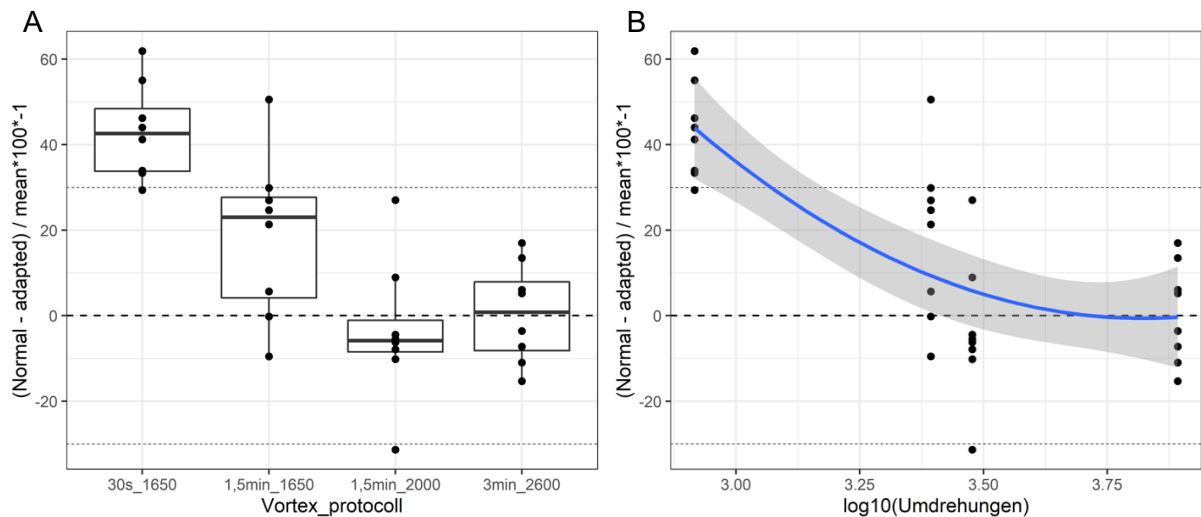 A
(Normal - adapted) / mean*100*-1
60
40
20
0
-20
30s_1650
1,5min_1650
1,5min_2000
3min_2600
Vortex_protocoll
B
(Normal - adapted) / mean*100*-1
60
40
20
0
-20
3.00
3.25
3.50
3.75
log10(Umdrehungen)